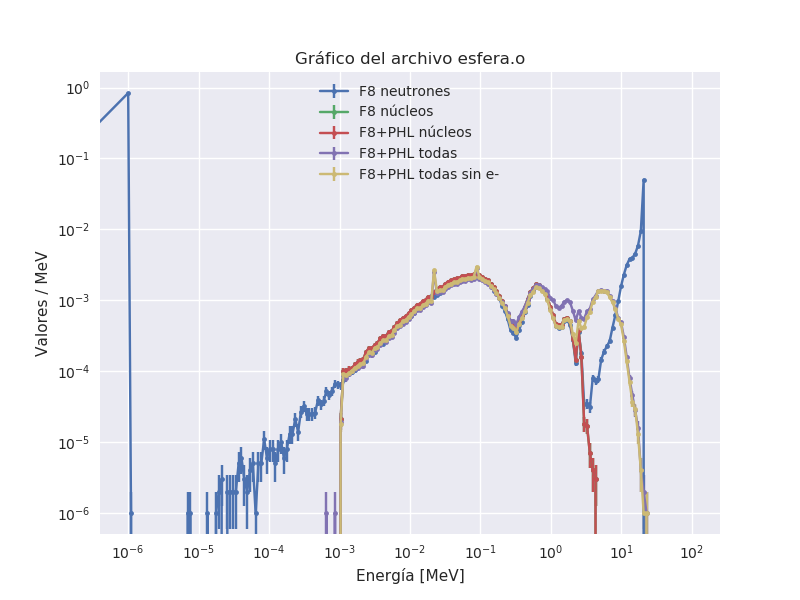 Gráfico del archivo esfera.o
F8 neutrones
F8 núcleos
F8+PHL núcleos
F8+PHL todas
F8+PHL todas sin e-
Valores / MeV
10⁰
10⁻¹
10⁻²
10⁻³
10⁻⁴
10⁻⁵
10⁻⁶
10⁻⁶ 10⁻⁵ 10⁻⁴ 10⁻³ 10⁻² 10⁻¹ 10⁰ 10¹ 10²
Energía [MeV]